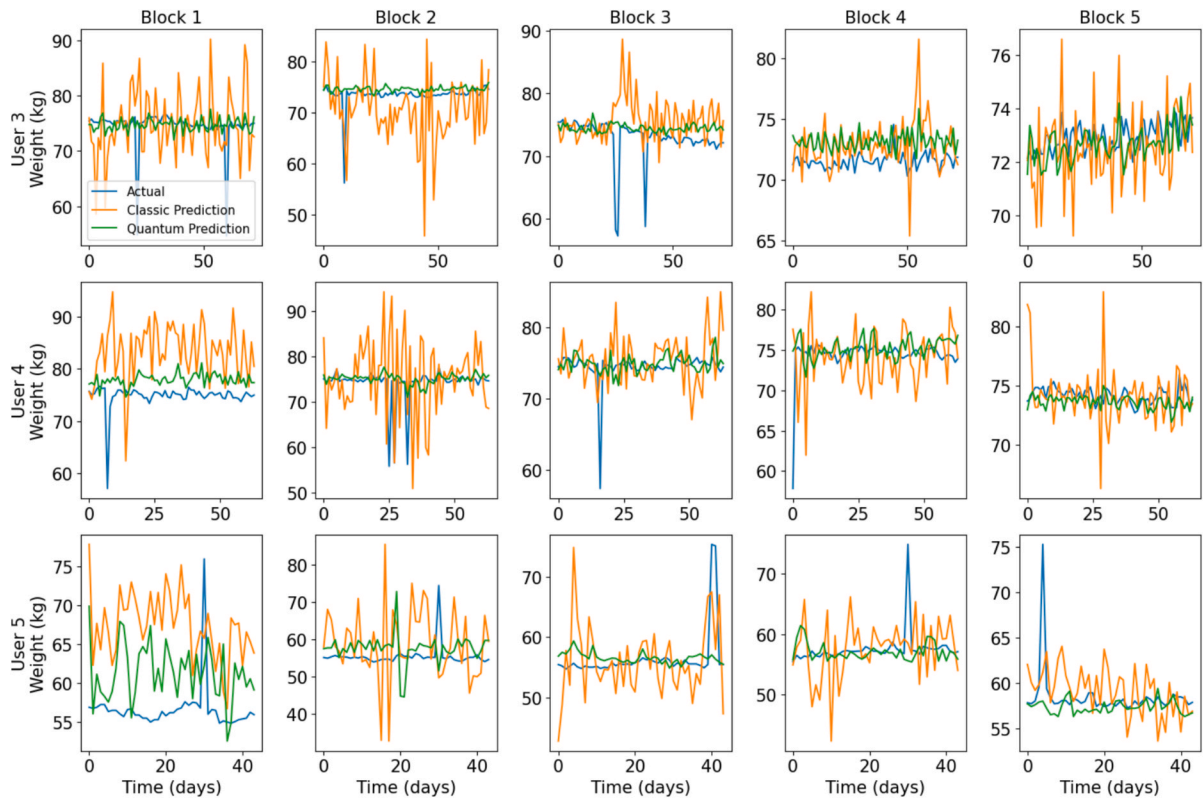 Block 1 Block 2 Block 3 Block 4 Block 5
User 3
Weight (kg)
90 80 70 60
90 80 70 60 50
90 80 70 60
80 75 70 65
76 74 72 70
Actual
Classic Prediction
Quantum Prediction
0 50 0 50 0 50 0 50 0 50
User 4
Weight (kg)
90 80 70 60
90 80 70 60 50
80 70 60
80 75 70 65 60
80 75 70
0 25 50 0 25 50 0 25 50 0 25 50 0 25 50
User 5
Weight (kg)
75 70 65 60 55
80 70 60 50 40
70 60 50
70 60 50
75 70 65 60 55
0 20 40 0 20 40 0 20 40 0 20 40 0 20 40
Time (days) Time (days) Time (days) Time (days) Time (days)